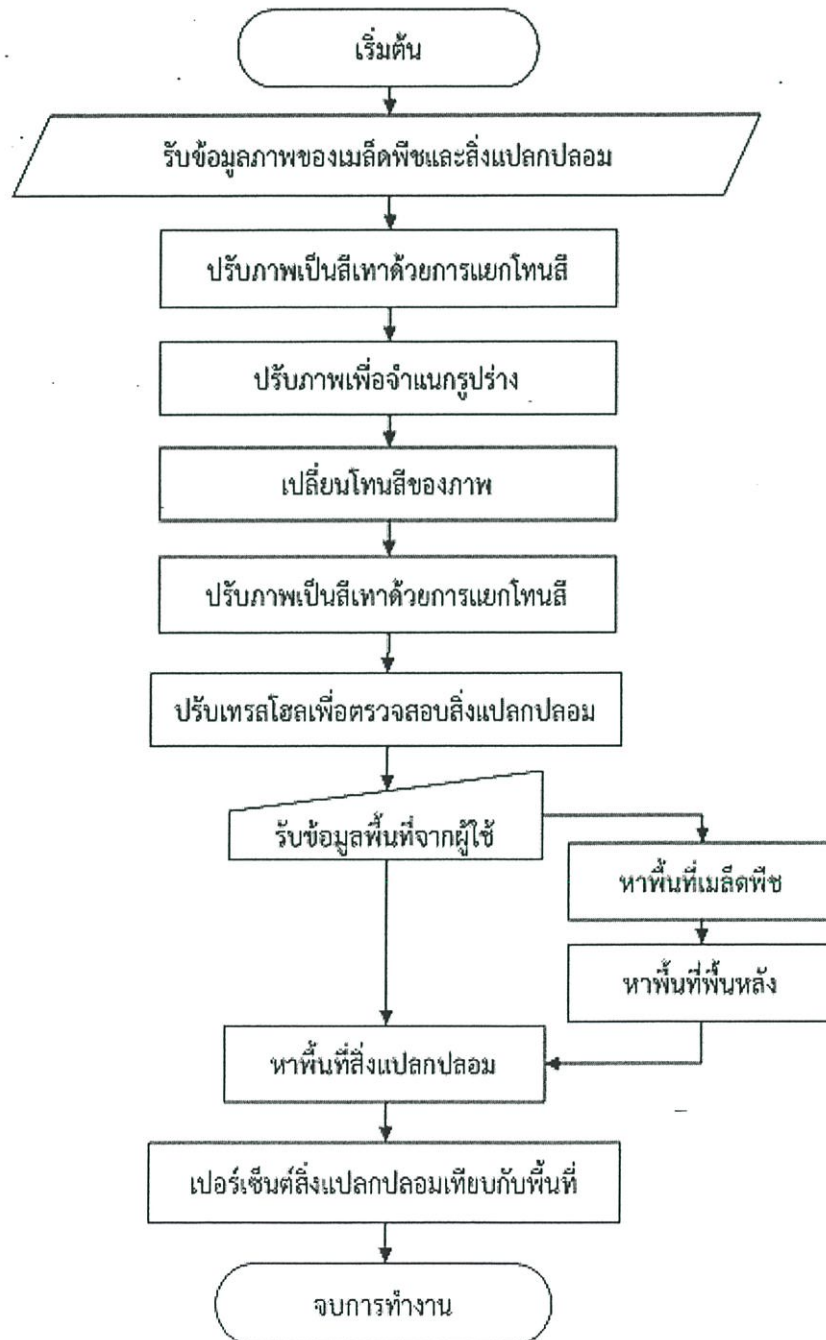 เริ่มต้น
รับข้อมูลภาพของเมล็ดพืชและสิ่งแปลกปลอม
ปรับภาพเป็นสีเทาด้วยการแยกโทนสี
ปรับภาพเพื่อจำแนกรูปร่าง
เปลี่ยนโทนสีของภาพ
ปรับภาพเป็นสีเทาด้วยการแยกโทนสี
ปรับเทรสโฮลเพื่อตรวจสอบสิ่งแปลกปลอม
รับข้อมูลพื้นที่จากผู้ใช้
หาพื้นที่เมล็ดพืช
หาพื้นที่พื้นหลัง
หาพื้นที่สิ่งแปลกปลอม
เปอร์เซ็นต์สิ่งแปลกปลอมเทียบกับพื้นที่
จบการทำงาน